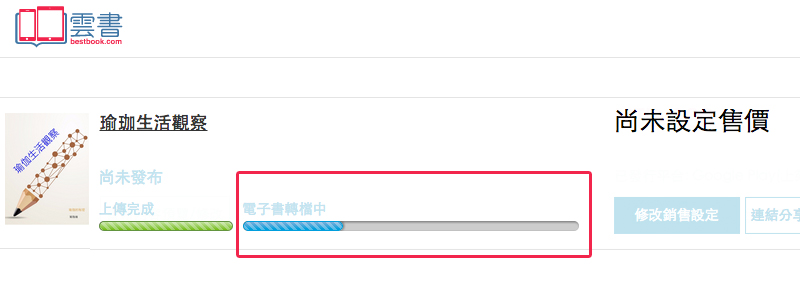 雲書
bestbook.com
瑜珈生活觀察
尚未設定售價
瑜伽生活觀察
尚未發布
上傳完成
電子書轉檔中
修改銷售設定
連結分享